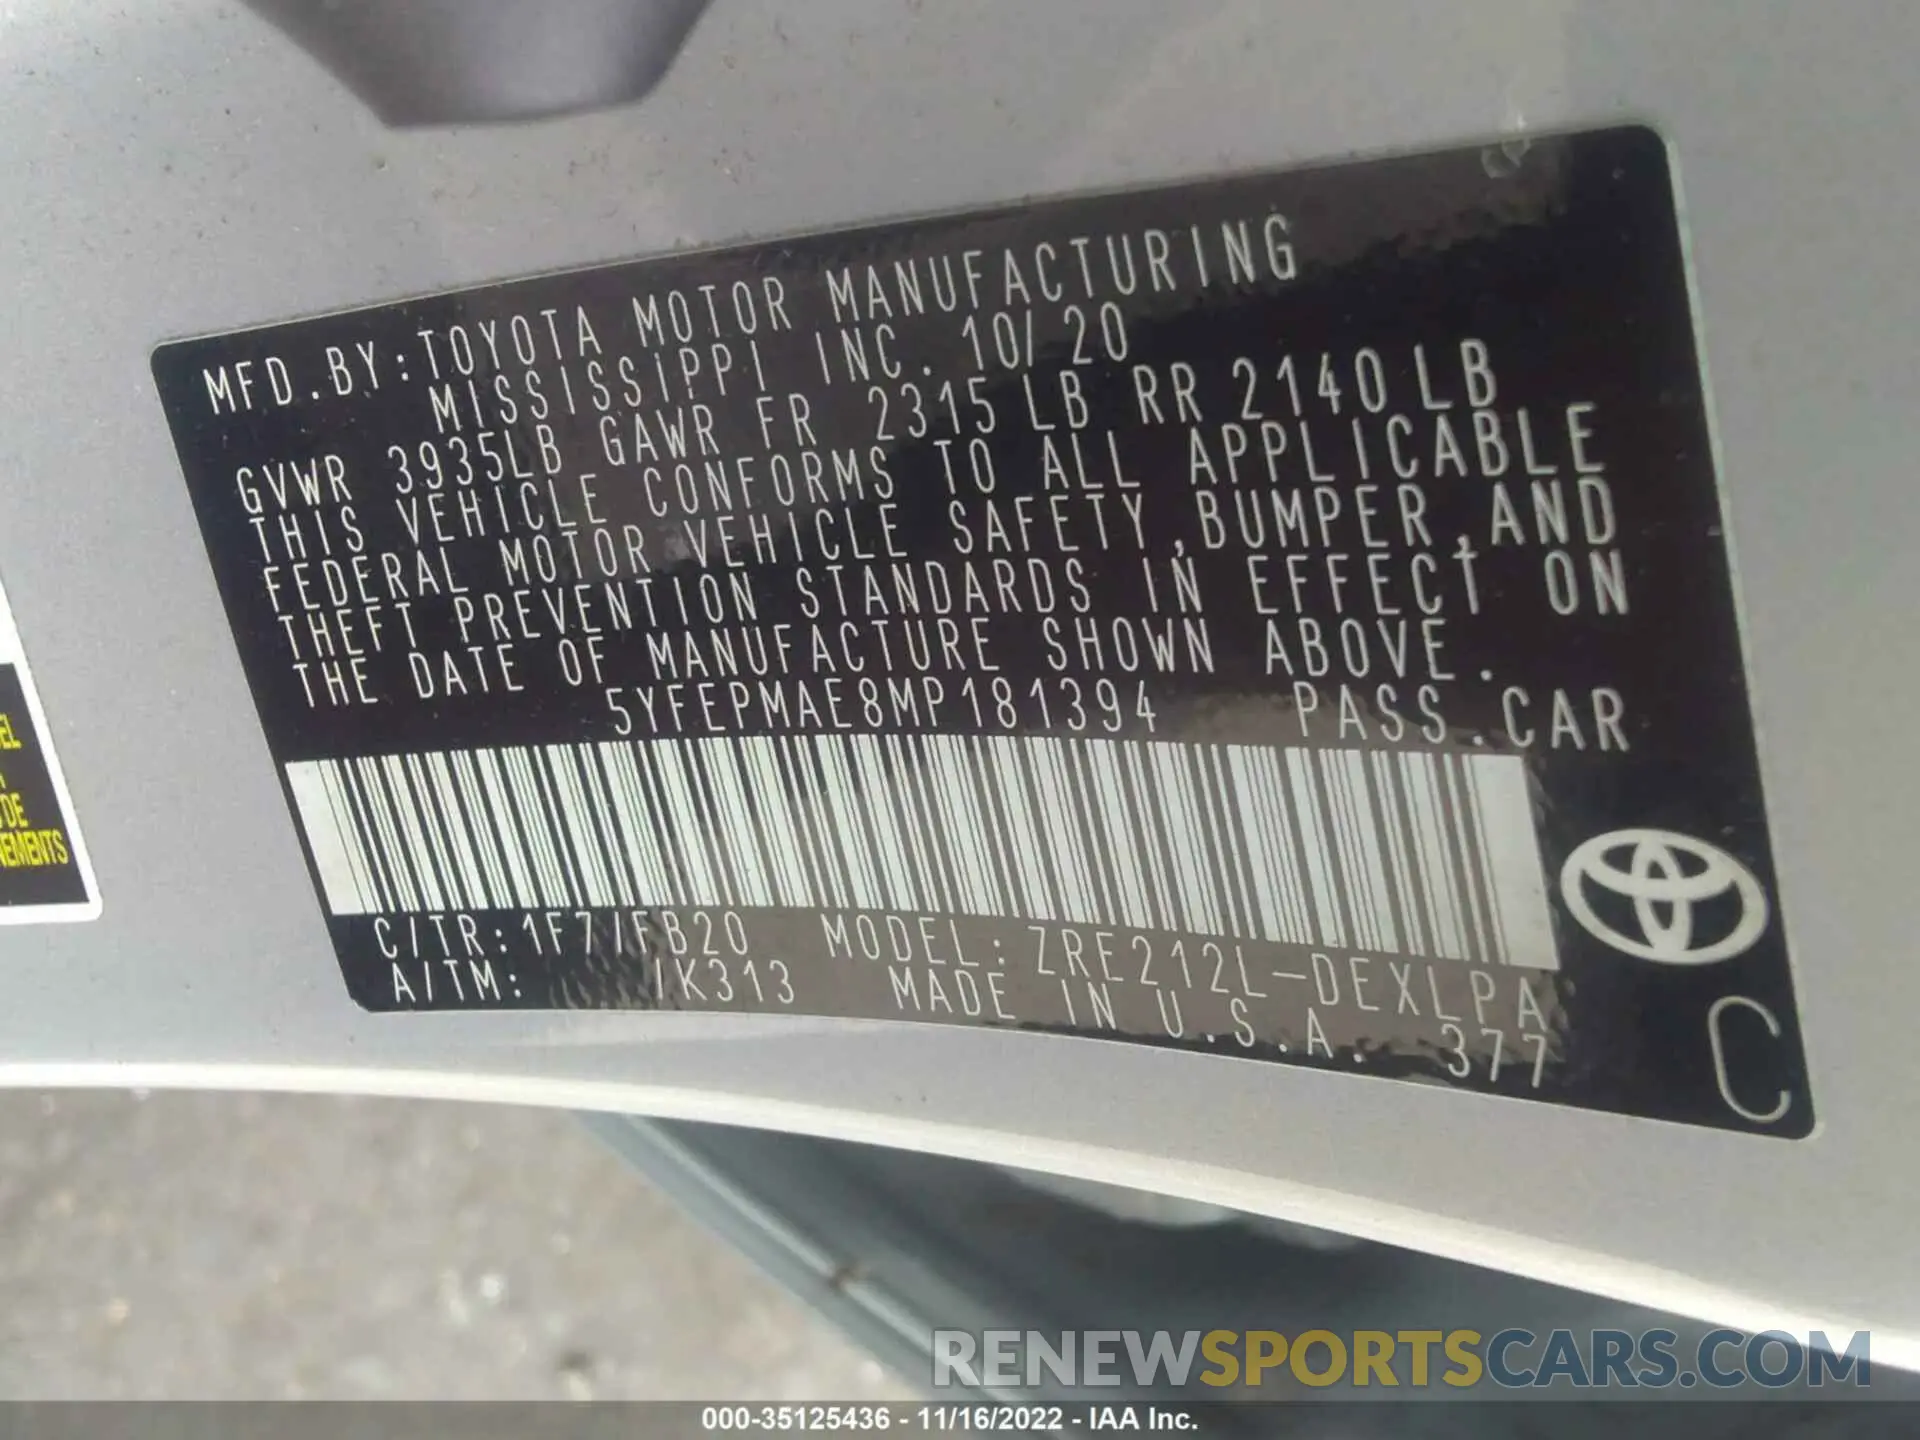 MFD.BY:TOYOTA MOTOR MANUFACTURING
MISSISSIPPI INC. 10/20
GVWR 3935LB GAWR FR 2315LB RR 2140LB
THIS VEHICLE CONFORMS TO ALL APPLICABLE
FEDERAL MOTOR VEHICLE SAFETY,BUMPER,AND
THEFT PREVENTION STANDARDS IN EFFECT ON
THE DATE OF MANUFACTURE SHOWN ABOVE.
5YFEPMAE8MP181394 PASS.CAR
C/TR:1F7/FB20 MODEL:ZRE212L-DEXLPA
A/TM: /K313 MADE IN U.S.A. 377
C
DE
RENEWSPORTSCARS.COM
000-35125436 - 11/16/2022 - IAA Inc.